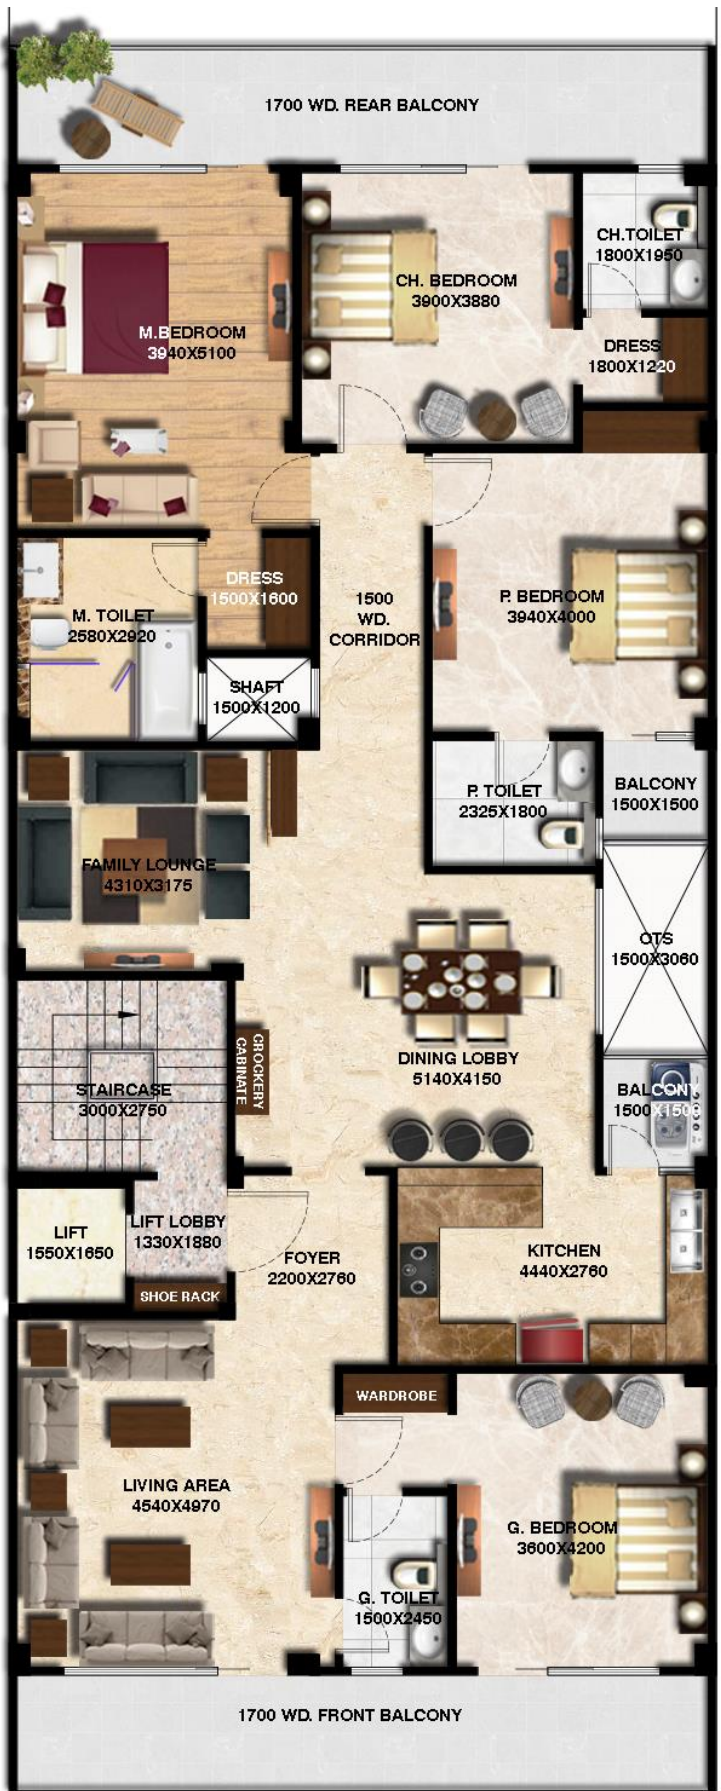 1700 WD. REAR BALCONY
CH.TOILET
1800X1950
CH. BEDROOM
3900X3880
M.BEDROOM
3940X5100
DRESS
1800X1220
DRESS
1500X1600
1500
WD.
CORRIDOR
P. BEDROOM
3940X4000
M. TOILET
2580X2920
SHAFT
1500X1200
P. TOILET
2325X1800
BALCONY
1500X1500
FAMILY LOUNGE
4310X3175
OTS
1500X3060
DINING LOBBY
5140X4150
CROCKERY
CABINATE
STAIRCASE
3000X2750
BALCONY
1500X1500
LIFT
1550X1650
LIFT LOBBY
1330X1880
FOYER
2200X2760
KITCHEN
4440X2760
SHOE RACK
WARDROBE
LIVING AREA
4540X4970
G. BEDROOM
3600X4200
G. TOILET
1500X2450
1700 WD. FRONT BALCONY